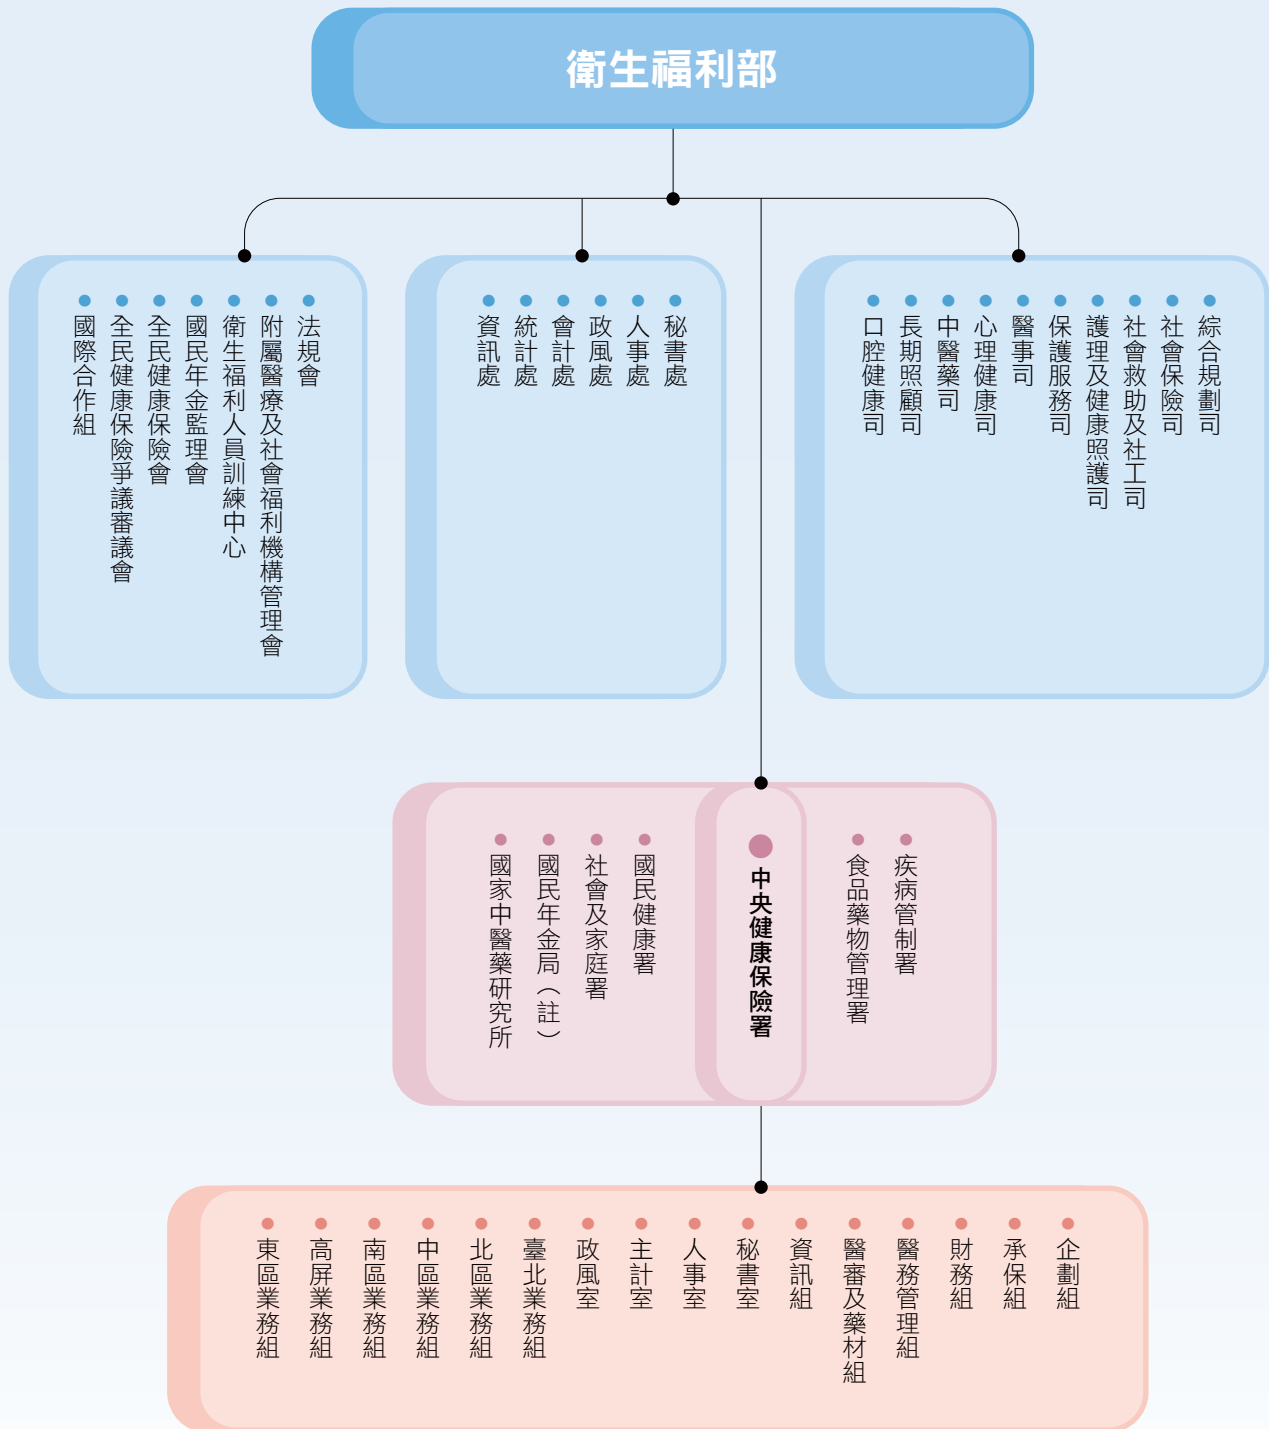 衛生福利部
綜合規劃司
社會保險司
社會救助及社工司
護理及健康照護司
保護服務司
醫事司
心理健康司
中醫藥司
長期照顧司
口腔健康司
秘書處
人事處
政風處
會計處
統計處
資訊處
法規會
附屬醫療及社會福利機構管理會
衛生福利人員訓練中心
國民年金監理會
全民健康保險會
全民健康保險爭議審議會
國際合作組
疾病管制署
食品藥物管理署
中央健康保險署
國民健康署
社會及家庭署
國民年金局（註）
國家中醫藥研究所
企劃組
承保組
財務組
醫務管理組
醫審及藥材組
資訊組
秘書室
人事室
主計室
政風室
臺北業務組
北區業務組
中區業務組
南區業務組
高屏業務組
東區業務組